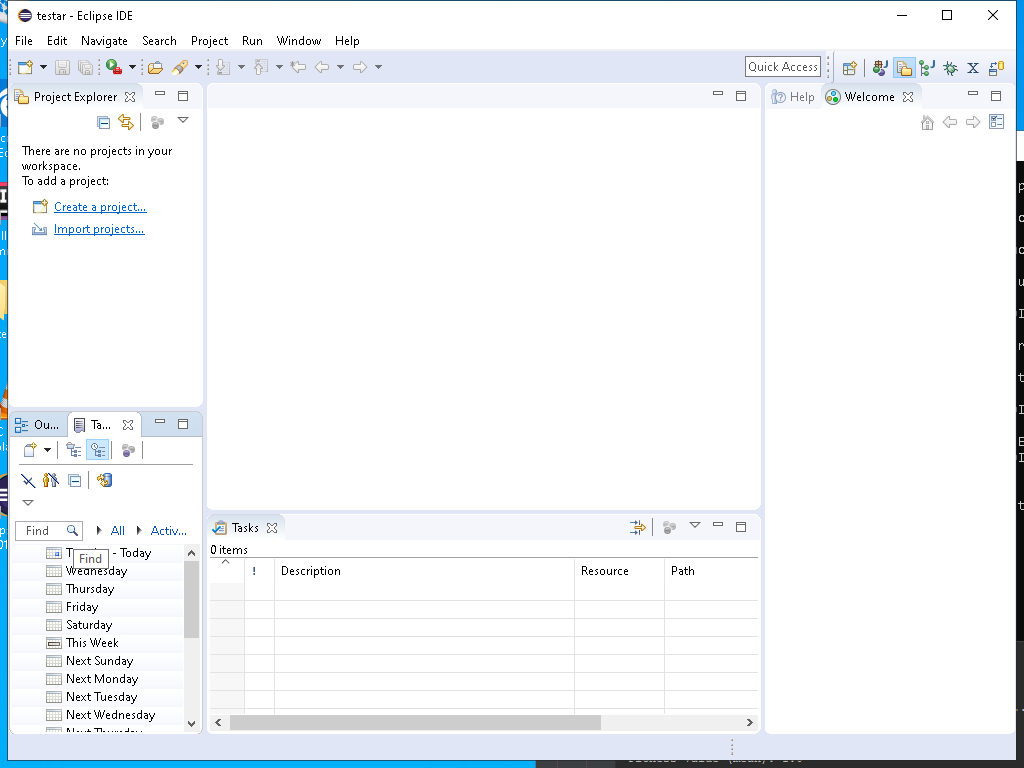 testar - Eclipse IDE
File Edit Navigate Search Project Run Window Help
Quick Access
Project Explorer
Help Welcome
There are no projects in your
workspace.
To add a project:
Create a project...
Import projects...
Ou... Ta...
Find All Activ...
- Today
Find
Wednesday
Thursday
Friday
Saturday
This Week
Next Sunday
Next Monday
Next Tuesday
Next Wednesday
Next Thursday
Tasks
0 items
! Description Resource Path